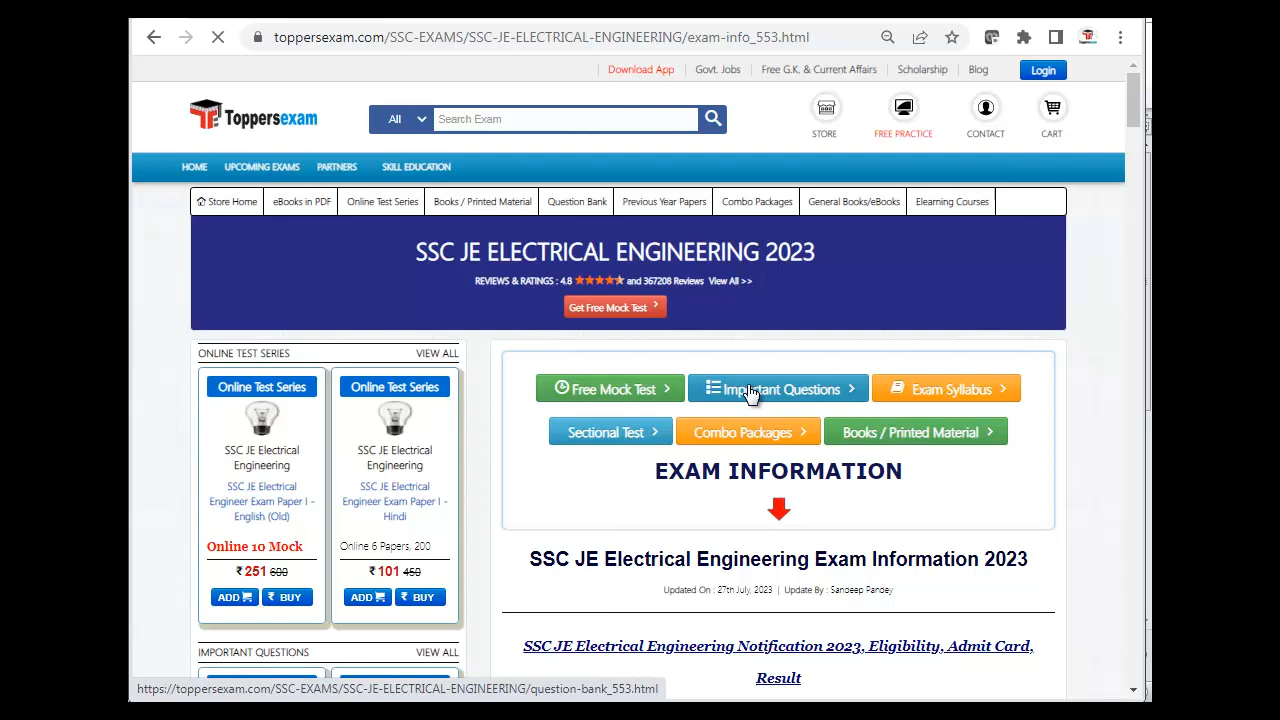 toppersexam.com/SSC-EXAMS/SSC-JE-ELECTRICAL-ENGINEERING/exam-info_553.html
Download App Govt. Jobs Free G.K. & Current Affairs Scholarship Blog Login
Toppersexam
All Search Exam
STORE FREE PRACTICE CONTACT CART
HOME UPCOMING EXAMS PARTNERS SKILL EDUCATION
Store Home eBooks in PDF Online Test Series Books / Printed Material Question Bank Previous Year Papers Combo Packages General Books/eBooks Elearning Courses
SSC JE ELECTRICAL ENGINEERING 2023
REVIEWS & RATINGS : 4.8 and 367208 Reviews View All >>
Get Free Mock Test
ONLINE TEST SERIES VIEW ALL
Online Test Series
SSC JE Electrical
Engineering
SSC JE Electrical
Engineer Exam Paper I -
English (Old)
Online 10 Mock
₹ 251 600
ADD ₹ BUY
Online Test Series
SSC JE Electrical
Engineering
SSC JE Electrical
Engineer Exam Paper I -
Hindi
Online 6 Papers, 200
₹ 101 450
ADD ₹ BUY
IMPORTANT QUESTIONS VIEW ALL
Free Mock Test Important Questions Exam Syllabus
Sectional Test Combo Packages Books / Printed Material
EXAM INFORMATION
SSC JE Electrical Engineering Exam Information 2023
Updated On : 27th July, 2023 | Update By : Sandeep Pandey
SSC JE Electrical Engineering Notification 2023, Eligibility, Admit Card,
Result
https://toppersexam.com/SSC-EXAMS/SSC-JE-ELECTRICAL-ENGINEERING/question-bank_553.html